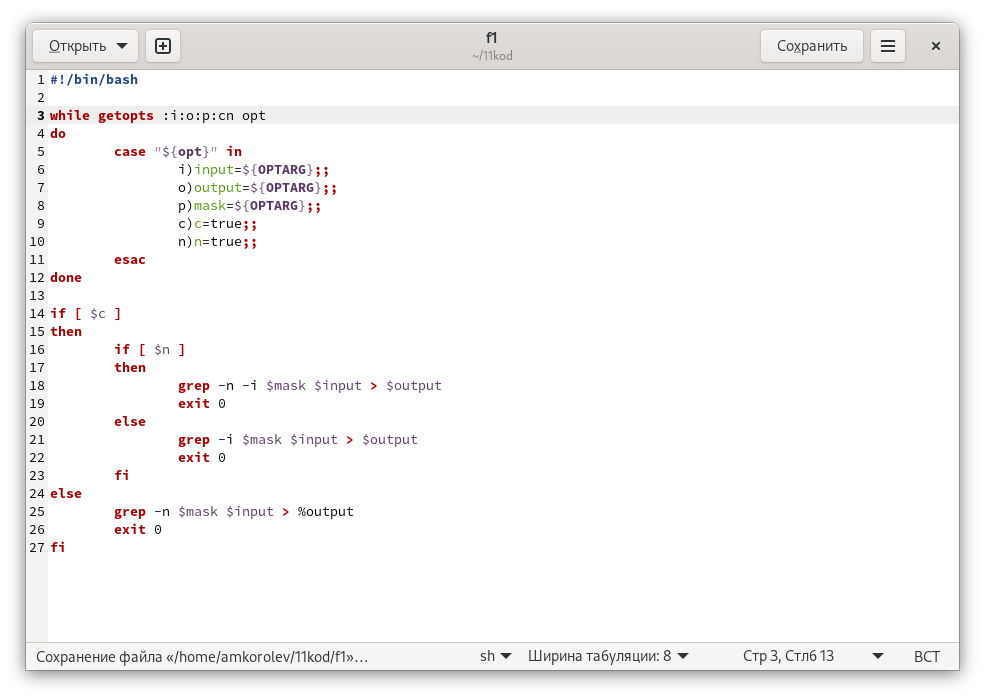 Открыть
f1
~/11kod
Сохранить
1 #!/bin/bash
2
3 while getopts :i:o:p:cn opt
4 do
5         case "${opt}" in
6                 i)input=${OPTARG};;
7                 o)output=${OPTARG};;
8                 p)mask=${OPTARG};;
9                 c)c=true;;
10                 n)n=true;;
11         esac
12 done
13
14 if [ $c ]
15 then
16         if [ $n ]
17         then
18                 grep -n -i $mask $input > $output
19                 exit 0
20         else
21                 grep -i $mask $input > $output
22                 exit 0
23         fi
24 else
25         grep -n $mask $input > %output
26         exit 0
27 fi
Сохранение файла «/home/amkorolev/11kod/f1»… sh Ширина табуляции: 8 Стр 3, Стлб 13 ВСТ